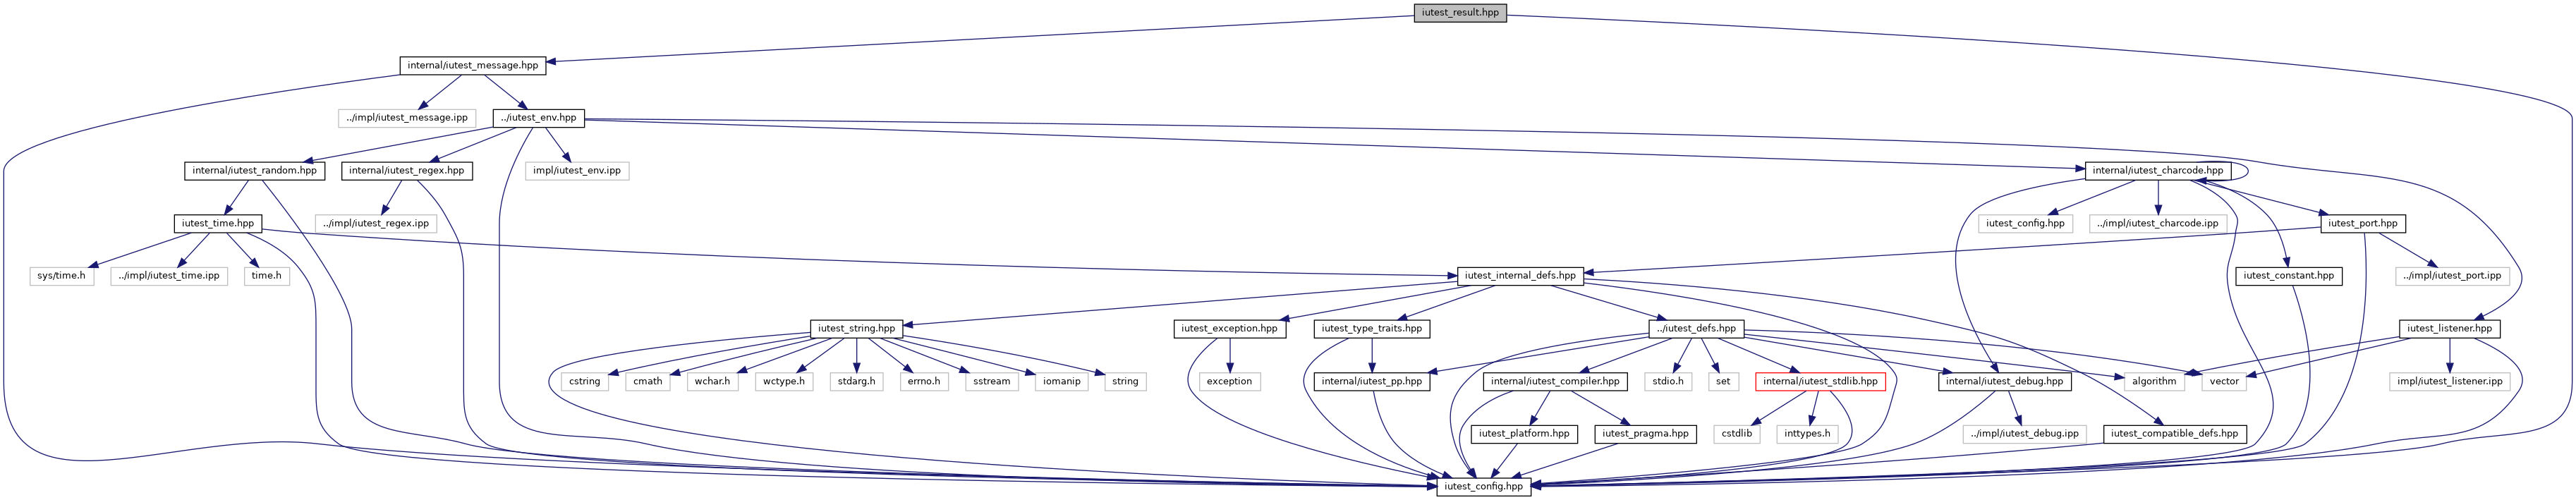 iutest_result.hpp
internal/iutest_message.hpp
../impl/iutest_message.ipp
../iutest_env.hpp
internal/iutest_random.hpp
internal/iutest_regex.hpp
impl/iutest_env.ipp
internal/iutest_charcode.hpp
iutest_time.hpp
../impl/iutest_regex.ipp
iutest_config.hpp
../impl/iutest_charcode.ipp
iutest_port.hpp
sys/time.h
../impl/iutest_time.ipp
time.h
iutest_internal_defs.hpp
iutest_constant.hpp
../impl/iutest_port.ipp
iutest_string.hpp
iutest_exception.hpp
iutest_type_traits.hpp
../iutest_defs.hpp
iutest_listener.hpp
cstring
cmath
wchar.h
wctype.h
stdarg.h
errno.h
sstream
iomanip
string
exception
internal/iutest_pp.hpp
internal/iutest_compiler.hpp
stdio.h
set
internal/iutest_stdlib.hpp
internal/iutest_debug.hpp
algorithm
vector
impl/iutest_listener.ipp
iutest_platform.hpp
iutest_pragma.hpp
cstdlib
inttypes.h
../impl/iutest_debug.ipp
iutest_compatible_defs.hpp
iutest_config.hpp